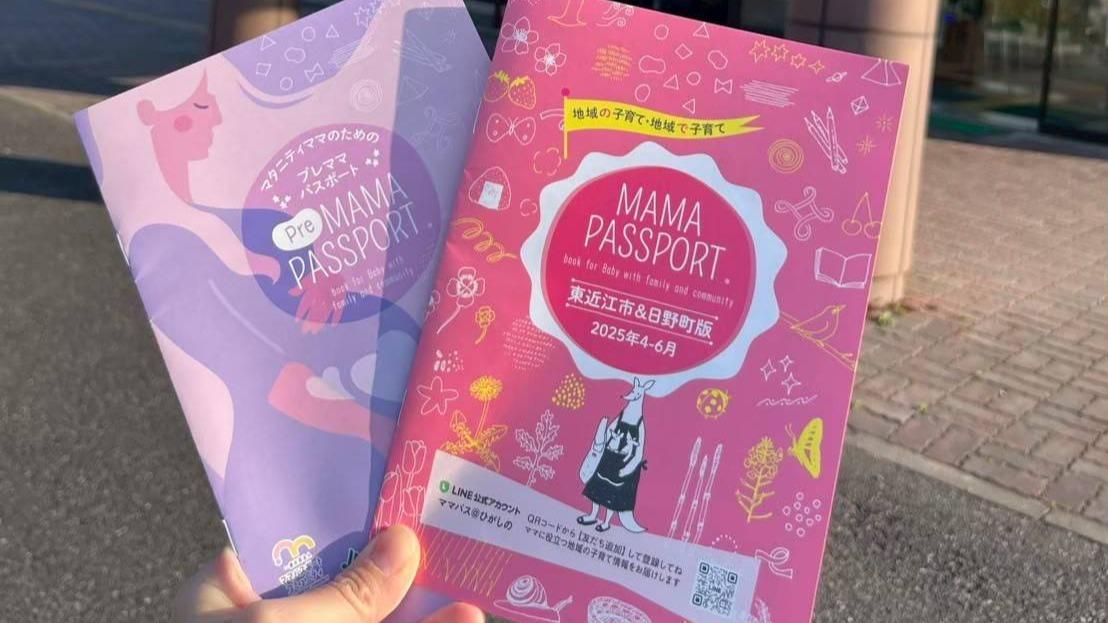 マタニティママのための
プレママ
パスポート
Pre MAMA
PASSPORT
book for Baby with
family and community
地域の子育て・地域で子育て
MAMA
PASSPORT
book for Baby with family and community
東近江市&日野町版
2025年4-6月
LINE公式アカウント
ママパス@ひがしの
QRコードから【友だち追加】して登録してね
ママに役立つ地域の子育て情報をお届けします
LINE